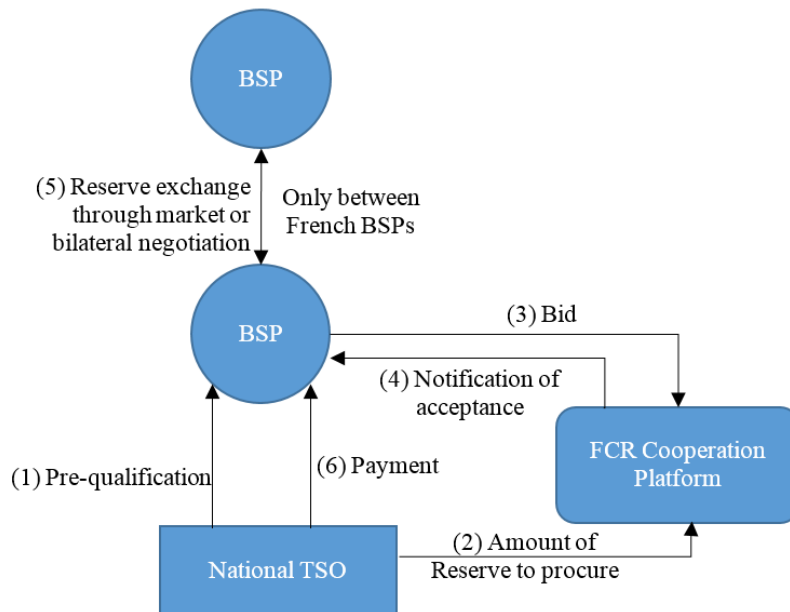 BSP
(5) Reserve exchange
through market or
bilateral negotiation
Only between
French BSPs
BSP
(3) Bid
(4) Notification of
acceptance
FCR Cooperation
Platform
(1) Pre-qualification
(6) Payment
National TSO
(2) Amount of
Reserve to procure